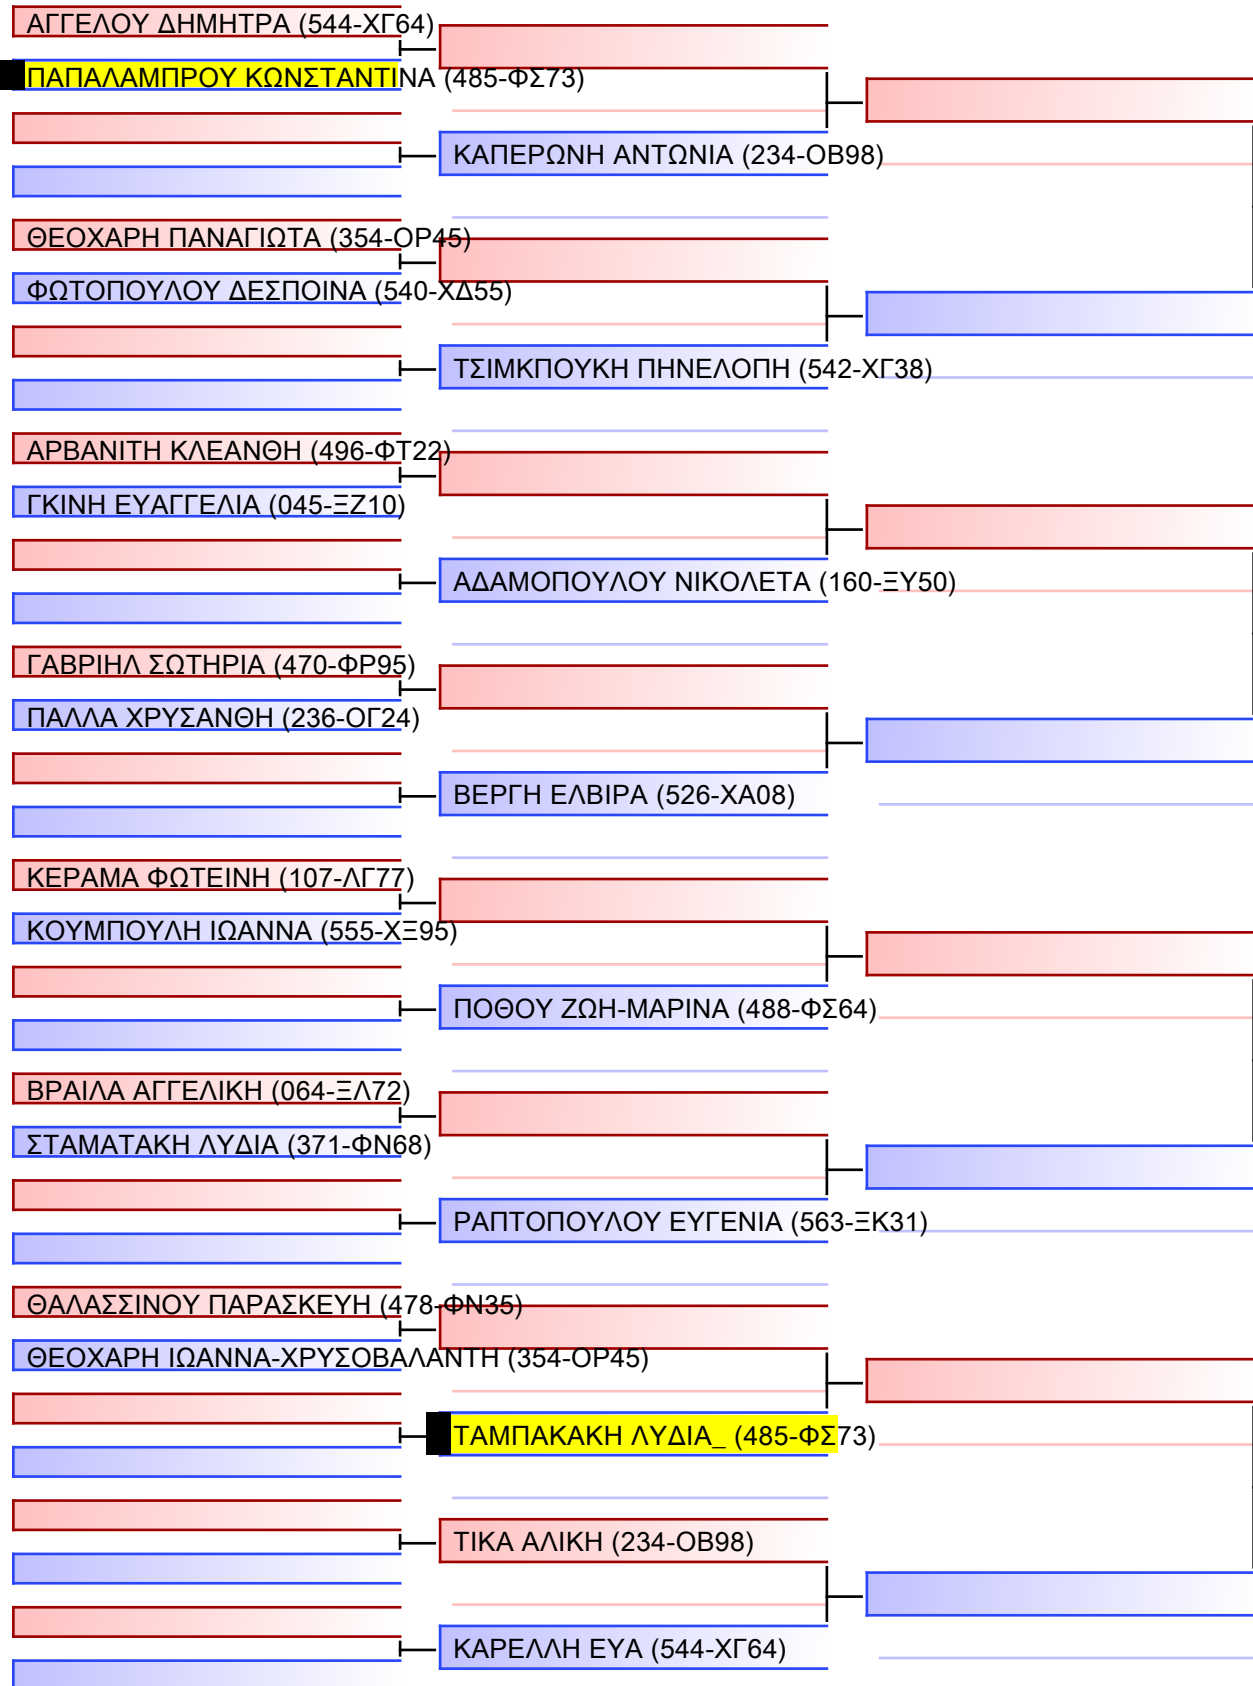 ΑΓΓΕΛΟΥ ΔΗΜΗΤΡΑ (544-ΧΓ64)
ΠΑΠΑΛΑΜΠΡΟΥ ΚΩΝΣΤΑΝΤΙΝΑ (485-ΦΣ73)
ΚΑΠΕΡΩΝΗ ΑΝΤΩΝΙΑ (234-ΟΒ98)
ΘΕΟΧΑΡΗ ΠΑΝΑΓΙΩΤΑ (354-ΟΡ45)
ΦΩΤΟΠΟΥΛΟΥ ΔΕΣΠΟΙΝΑ (540-ΧΔ55)
ΤΣΙΜΚΠΟΥΚΗ ΠΗΝΕΛΟΠΗ (542-ΧΓ38)
ΑΡΒΑΝΙΤΗ ΚΛΕΑΝΘΗ (496-ΦΤ22)
ΓΚΙΝΗ ΕΥΑΓΓΕΛΙΑ (045-ΞΖ10)
ΑΔΑΜΟΠΟΥΛΟΥ ΝΙΚΟΛΕΤΑ (160-ΞΥ50)
ΓΑΒΡΙΗΛ ΣΩΤΗΡΙΑ (470-ΦΡ95)
ΠΑΛΛΑ ΧΡΥΣΑΝΘΗ (236-ΟΓ24)
ΒΕΡΓΗ ΕΛΒΙΡΑ (526-ΧΑ08)
ΚΕΡΑΜΑ ΦΩΤΕΙΝΗ (107-ΛΓ77)
ΚΟΥΜΠΟΥΛΗ ΙΩΑΝΝΑ (555-ΧΞ95)
ΠΟΘΟΥ ΖΩΗ-ΜΑΡΙΝΑ (488-ΦΣ64)
ΒΡΑΙΛΑ ΑΓΓΕΛΙΚΗ (064-ΞΛ72)
ΣΤΑΜΑΤΑΚΗ ΛΥΔΙΑ (371-ΦΝ68)
ΡΑΠΤΟΠΟΥΛΟΥ ΕΥΓΕΝΙΑ (563-ΞΚ31)
ΘΑΛΑΣΣΙΝΟΥ ΠΑΡΑΣΚΕΥΗ (478-ΦΝ35)
ΘΕΟΧΑΡΗ ΙΩΑΝΝΑ-ΧΡΥΣΟΒΑΛΑΝΤΗ (354-ΟΡ45)
ΤΑΜΠΑΚΑΚΗ ΛΥΔΙΑ_ (485-ΦΣ73)
ΤΙΚΑ ΑΛΙΚΗ (234-ΟΒ98)
ΚΑΡΕΛΛΗ ΕΥΑ (544-ΧΓ64)